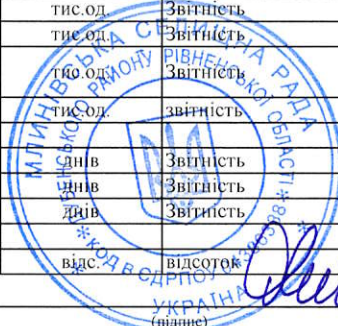 тис.од. Звітність
тис.од. Звітність
тис.од. Звітність
тис.од. звітність
днів Звітність
днів Звітність
днів Звітність
відс. відсоток
(підпис)
МЛИНІВСЬКА СЕЛИЩНА РАДА
ДУБЕНСЬКОГО РАЙОНУ РІВНЕНСЬКОЇ ОБЛАСТІ
КОД В ЄДРПОУ
УКРАЇНА